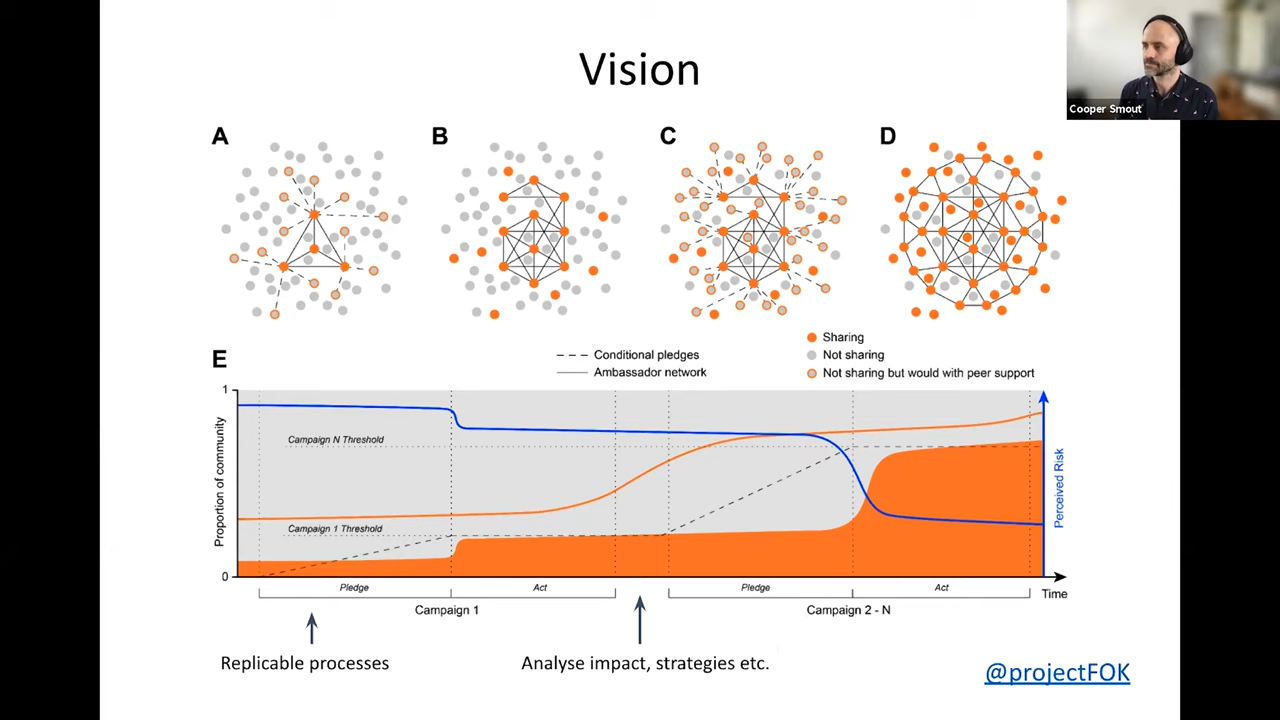 Vision
Cooper Smout
A
B
C
D
Sharing
Not sharing
Not sharing but would with peer support
Conditional pledges
Ambassador network
E
1
Campaign N Threshold
Campaign 1 Threshold
0
Proportion of community
Perceived Risk
Pledge
Act
Pledge
Act
Time
Campaign 1
Campaign 2 - N
Replicable processes
Analyse impact, strategies etc.
@projectFOK